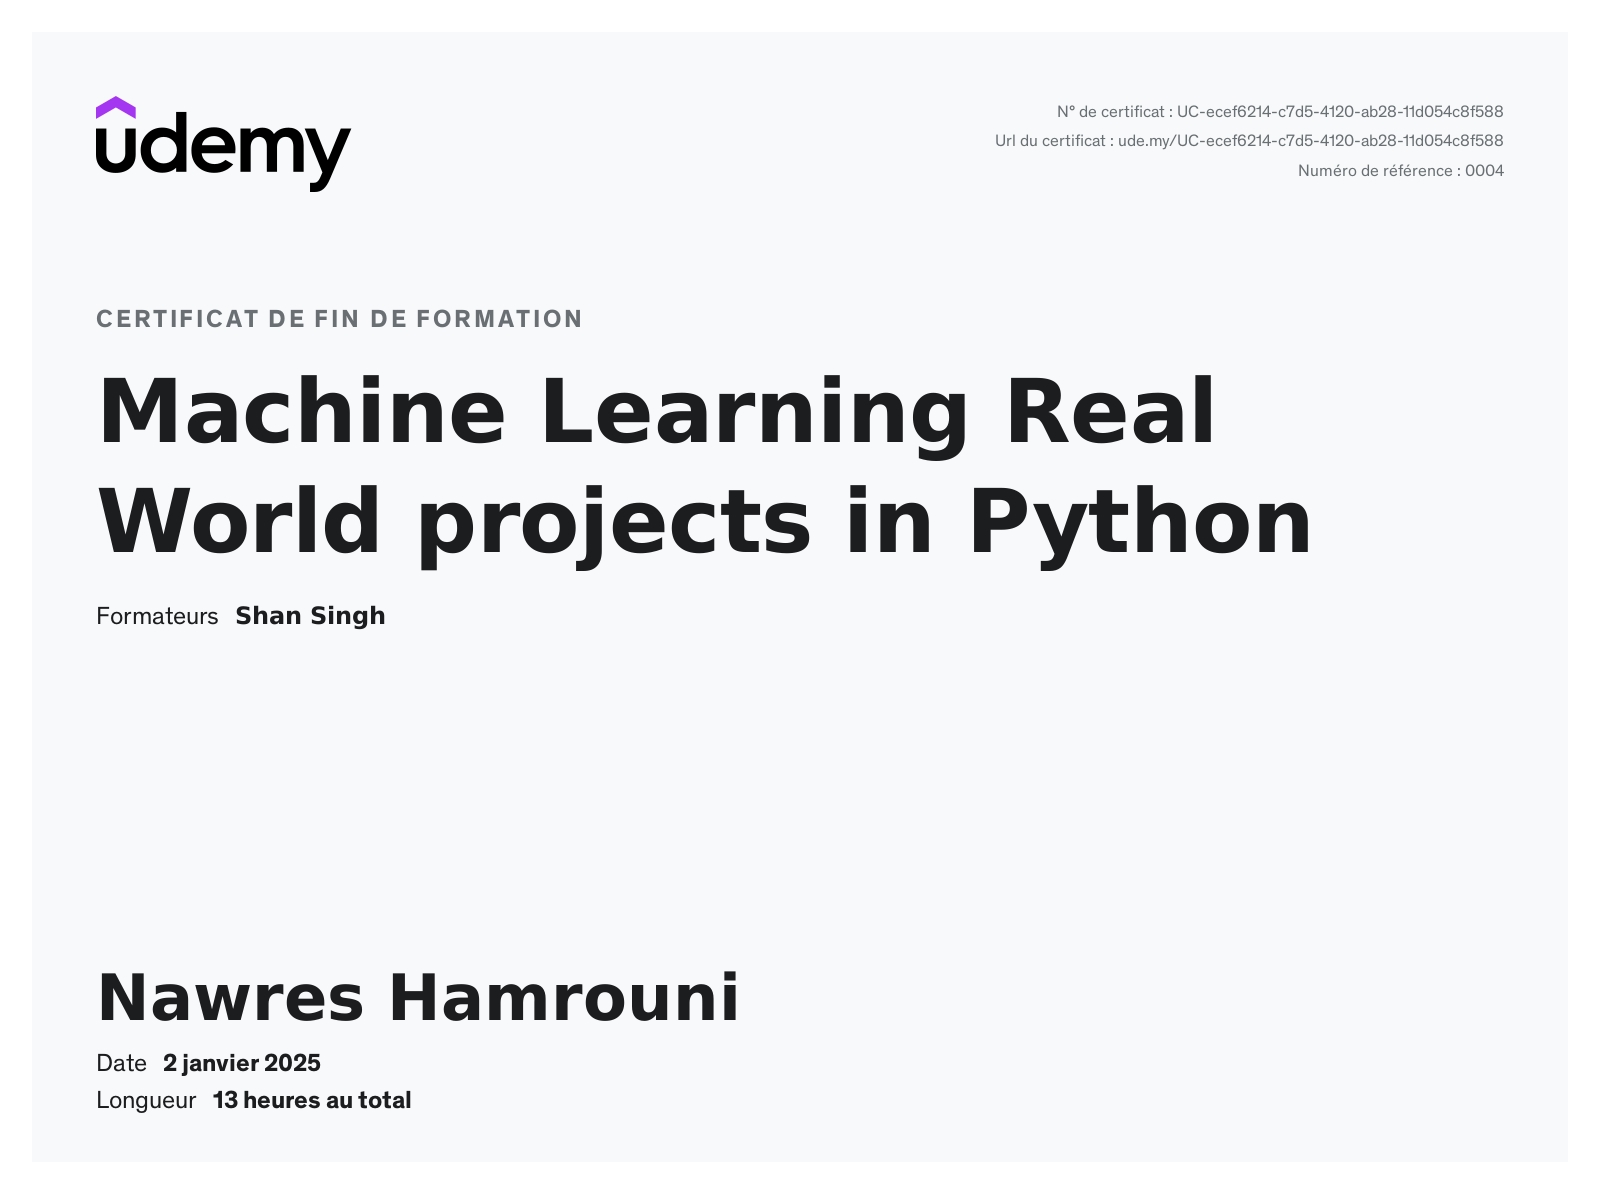 udemy
N° de certificat : UC-ecef6214-c7d5-4120-ab28-11d054c8f588
Url du certificat : ude.my/UC-ecef6214-c7d5-4120-ab28-11d054c8f588
Numéro de référence : 0004
CERTIFICAT DE FIN DE FORMATION
Machine Learning Real
World projects in Python
Formateurs Shan Singh
Nawres Hamrouni
Date 2 janvier 2025
Longueur 13 heures au total